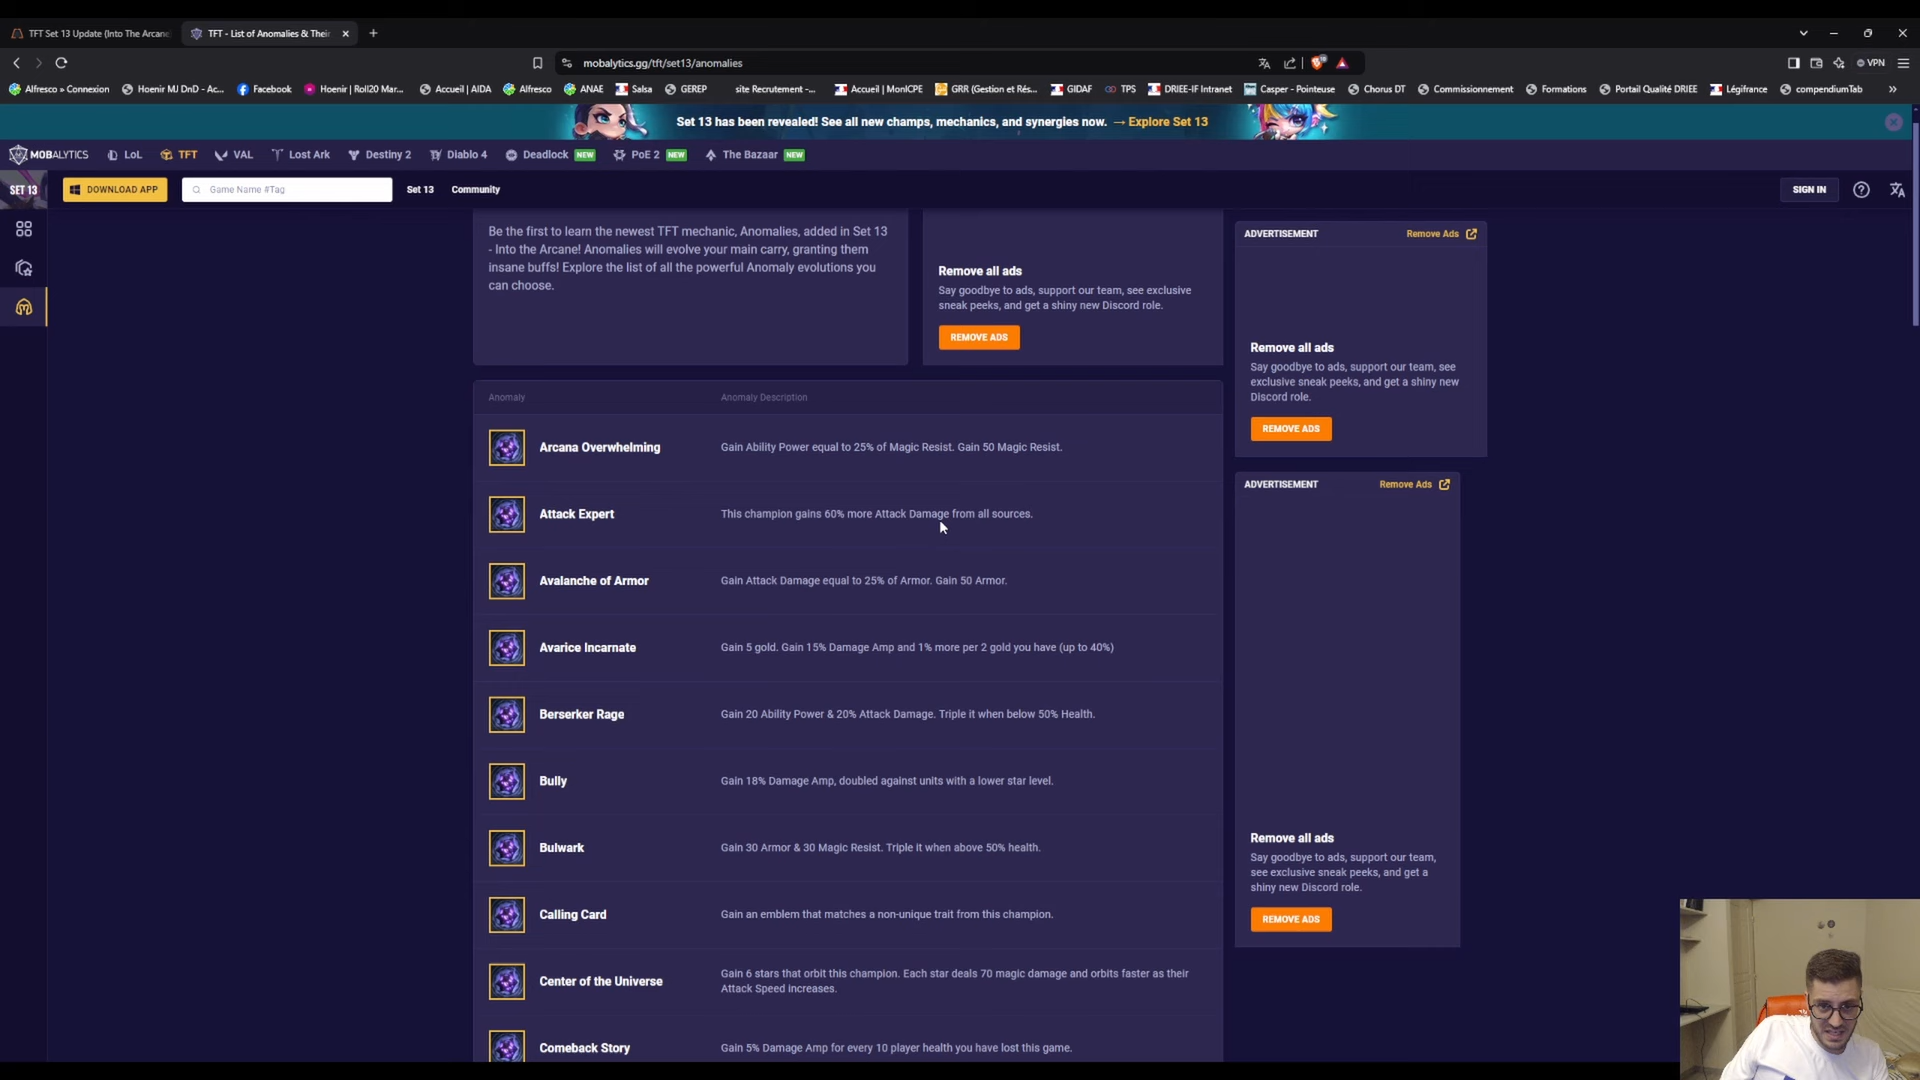 TFT Set 13 Update (Into The Arcane
TFT - List of Anomalies & Their
mobalytics.gg/tft/set13/anomalies
VPN
Alfresco » Connexion
Hoenir MJ DnD - Ac...
Facebook
Hoenir | Roll20 Mar...
Accueil | AIDA
Alfresco
ANAE
Salsa
GEREP
site Recrutement -...
Accueil | MonICPE
GRR (Gestion et Rés...
GIDAF
TPS
DRIEE-IF Intranet
Casper - Pointeuse
Chorus DT
Commissionnement
Formations
Portail Qualité DRIEE
Légifrance
compendiumTab
Set 13 has been revealed! See all new champs, mechanics, and synergies now. → Explore Set 13
MOBALYTICS
LoL
TFT
VAL
Lost Ark
Destiny 2
Diablo 4
Deadlock NEW
PoE 2 NEW
The Bazaar NEW
SET 13
DOWNLOAD APP
Game Name #Tag
Set 13
Community
SIGN IN
Be the first to learn the newest TFT mechanic, Anomalies, added in Set 13
- Into the Arcane! Anomalies will evolve your main carry, granting them
insane buffs! Explore the list of all the powerful Anomaly evolutions you
can choose.
Remove all ads
Say goodbye to ads, support our team, see exclusive
sneak peeks, and get a shiny new Discord role.
REMOVE ADS
ADVERTISEMENT
Remove Ads
Remove all ads
Say goodbye to ads, support our team, see
exclusive sneak peeks, and get a shiny new
Discord role.
REMOVE ADS
Anomaly
Anomaly Description
Arcana Overwhelming
Gain Ability Power equal to 25% of Magic Resist. Gain 50 Magic Resist.
Attack Expert
This champion gains 60% more Attack Damage from all sources.
Avalanche of Armor
Gain Attack Damage equal to 25% of Armor. Gain 50 Armor.
Avarice Incarnate
Gain 5 gold. Gain 15% Damage Amp and 1% more per 2 gold you have (up to 40%)
Berserker Rage
Gain 20 Ability Power & 20% Attack Damage. Triple it when below 50% Health.
Bully
Gain 18% Damage Amp, doubled against units with a lower star level.
Bulwark
Gain 30 Armor & 30 Magic Resist. Triple it when above 50% health.
Calling Card
Gain an emblem that matches a non-unique trait from this champion.
Center of the Universe
Gain 6 stars that orbit this champion. Each star deals 70 magic damage and orbits faster as their
Attack Speed increases.
Comeback Story
Gain 5% Damage Amp for every 10 player health you have lost this game.
ADVERTISEMENT
Remove Ads
Remove all ads
Say goodbye to ads, support our team,
see exclusive sneak peeks, and get a
shiny new Discord role.
REMOVE ADS